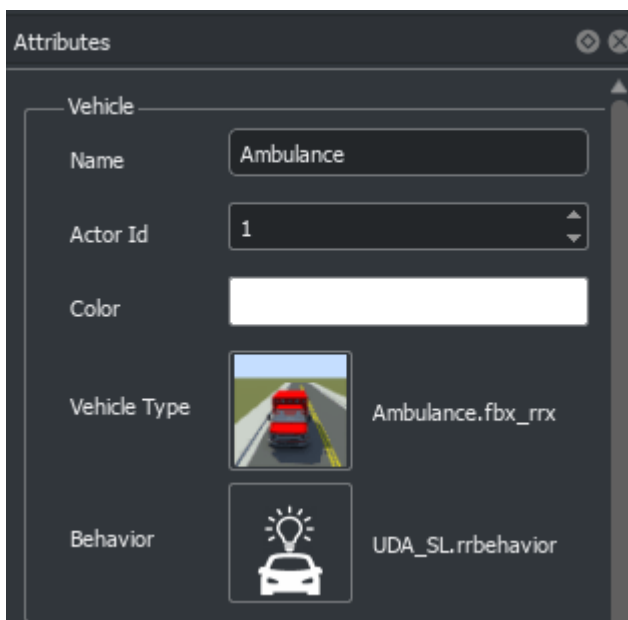 Attributes
Vehicle
Name Ambulance
Actor Id 1
Color
Vehicle Type Ambulance.fbx_rrx
Behavior UDA_SL.rrbehavior